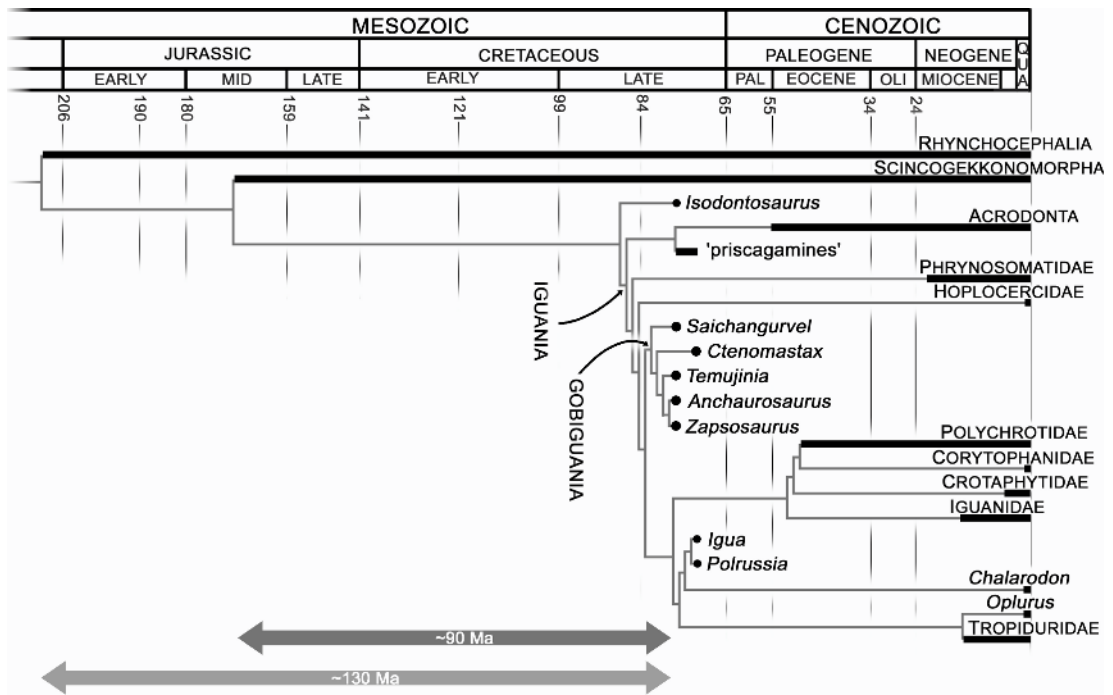 MESOZOIC CENOZOIC
JURASSIC CRETACEOUS PALEOGENE NEOGENE QUA
EARLY MID LATE EARLY LATE PAL EOCENE OLI MIOCENE
206 190 180 159 141 121 99 84 65 55 34 24
RHYNCHOCEPHALIA
SCINCOGEKKONOMORPHA
Isodontosaurus
ACRODONTA
'priscagamines'
PHRYNOSOMATIDAE
HOPLOCERCIDAE
IGUANIA
Saichangurvel
Ctenomastax
Temujinia
GOBIGUANIA
Anchaurosaurus
Zapsosaurus
POLYCHROTIDAE
CORYTOPHANIDAE
CROTAPHYTIDAE
IGUANIDAE
Igua
Polrussia
Chalarodon
Oplurus
TROPIDURIDAE
~90 Ma
~130 Ma